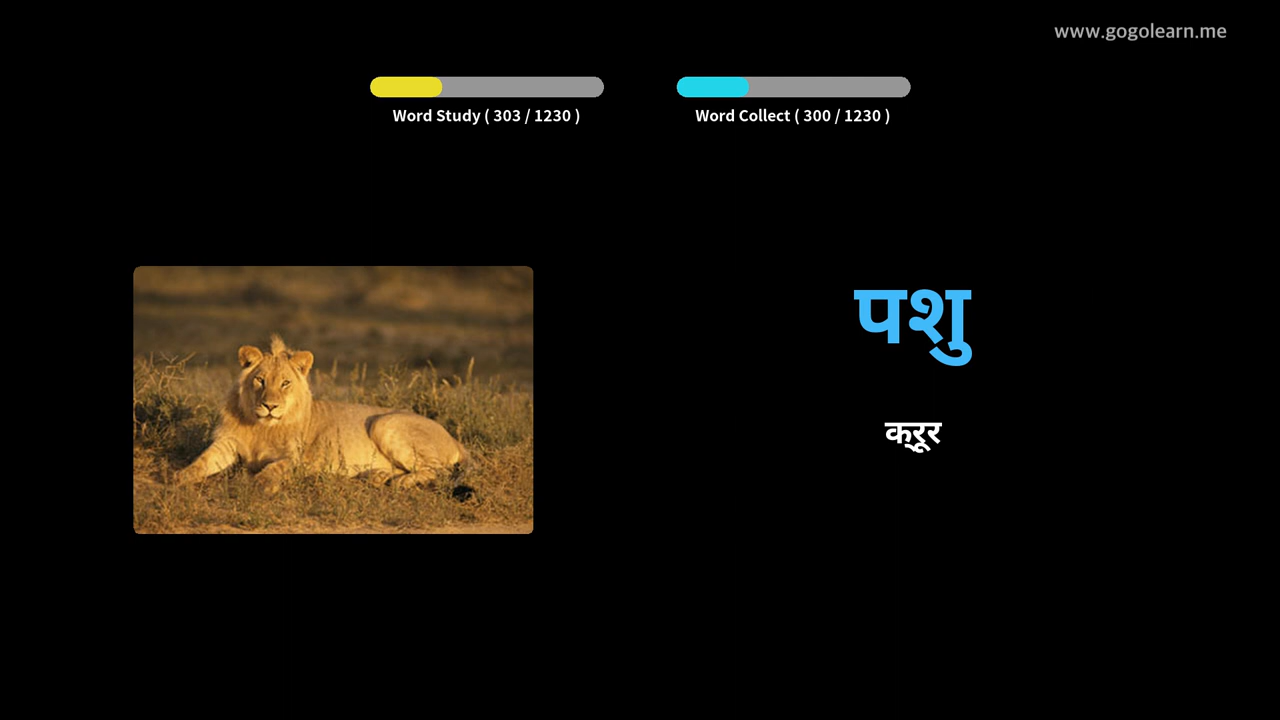 www.gogolearn.me
Word Study ( 303 / 1230 )
Word Collect ( 300 / 1230 )
पशु
क्रूर